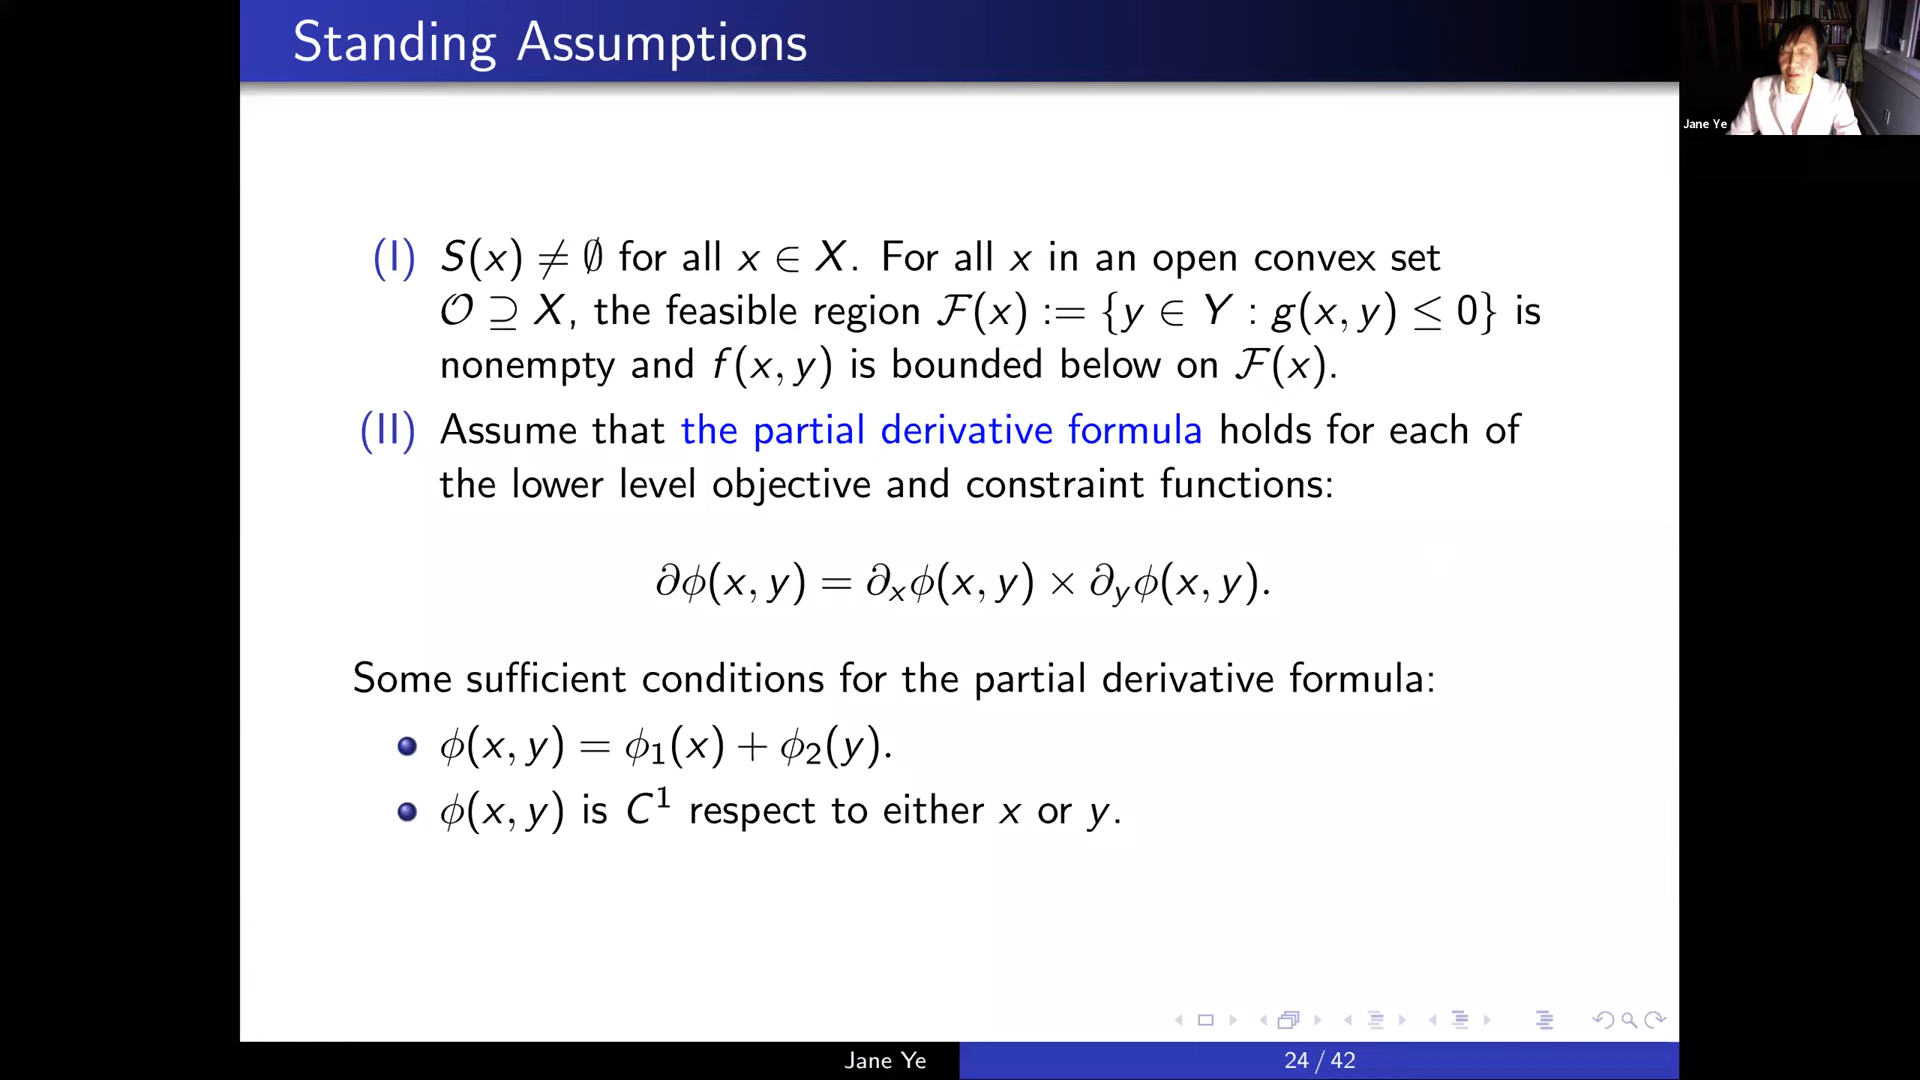 Standing Assumptions
Jane Ye
(I) S(x) ≠ ∅ for all x ∈ X. For all x in an open convex set
𝒪 ⊇ X, the feasible region ℱ(x) := {y ∈ Y : g(x, y) ≤ 0} is
nonempty and f(x, y) is bounded below on ℱ(x).
(II) Assume that the partial derivative formula holds for each of
the lower level objective and constraint functions:
∂ϕ(x, y) = ∂ₓϕ(x, y) × ∂_yϕ(x, y).
Some sufficient conditions for the partial derivative formula:
• ϕ(x, y) = ϕ₁(x) + ϕ₂(y).
• ϕ(x, y) is C¹ respect to either x or y.
Jane Ye
24 / 42